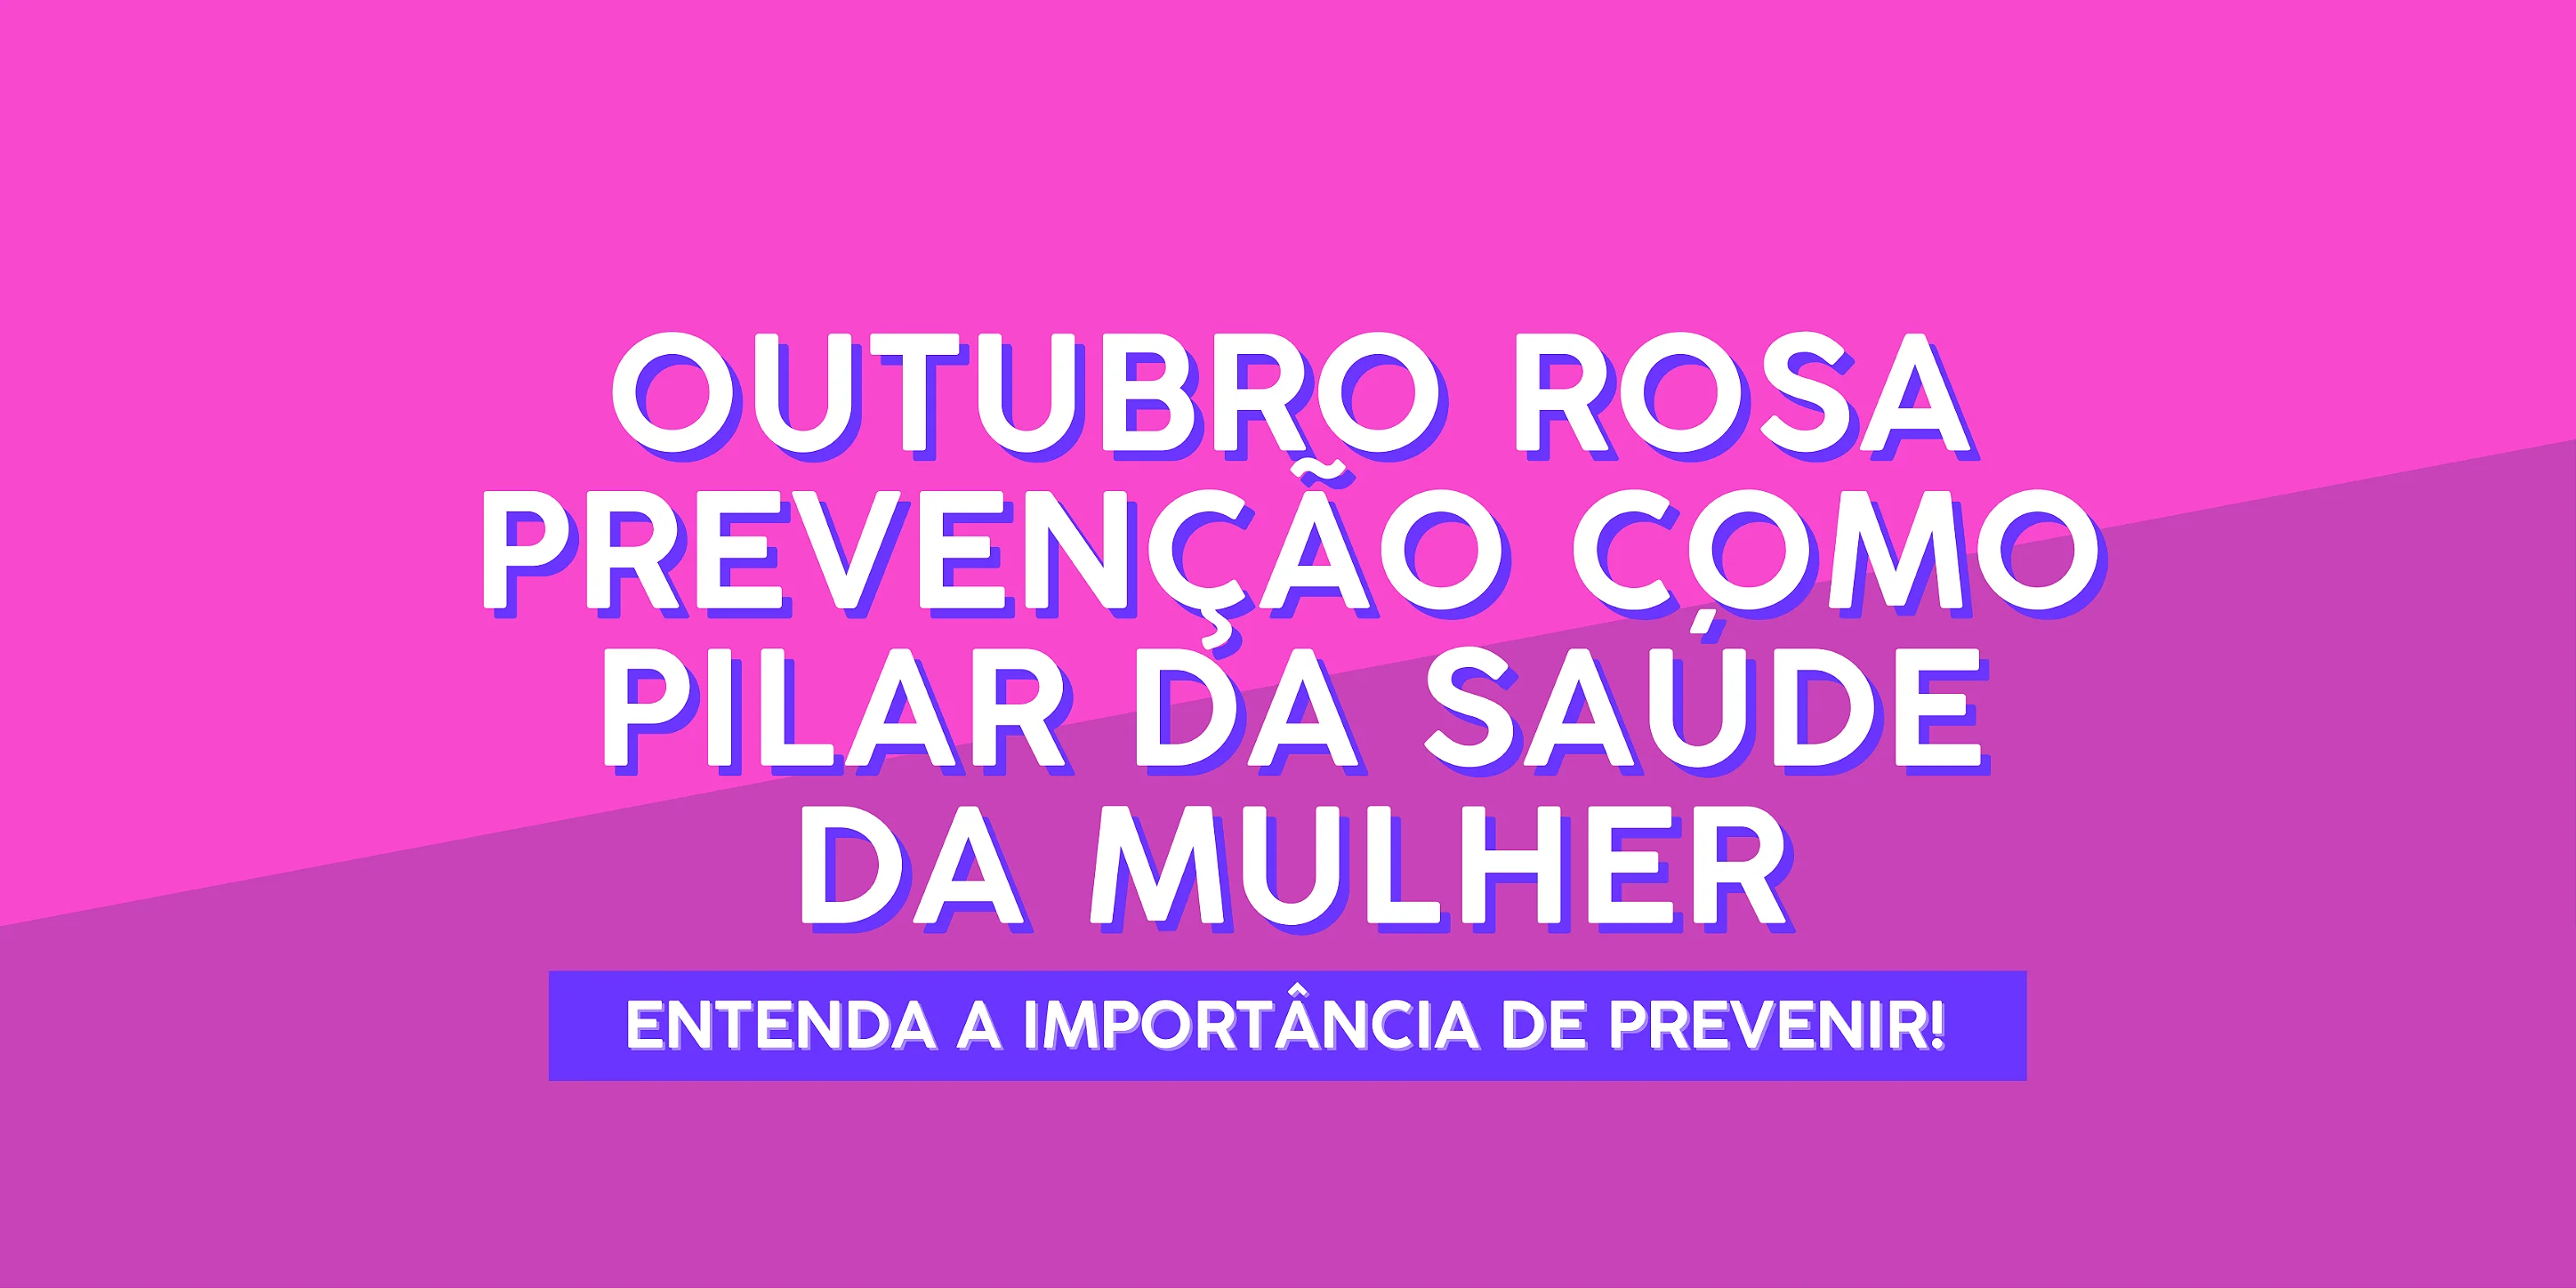 OUTUBRO ROSA
PREVENÇÃO COMO
PILAR DA SAÚDE
DA MULHER
ENTENDA A IMPORTÂNCIA DE PREVENIR!